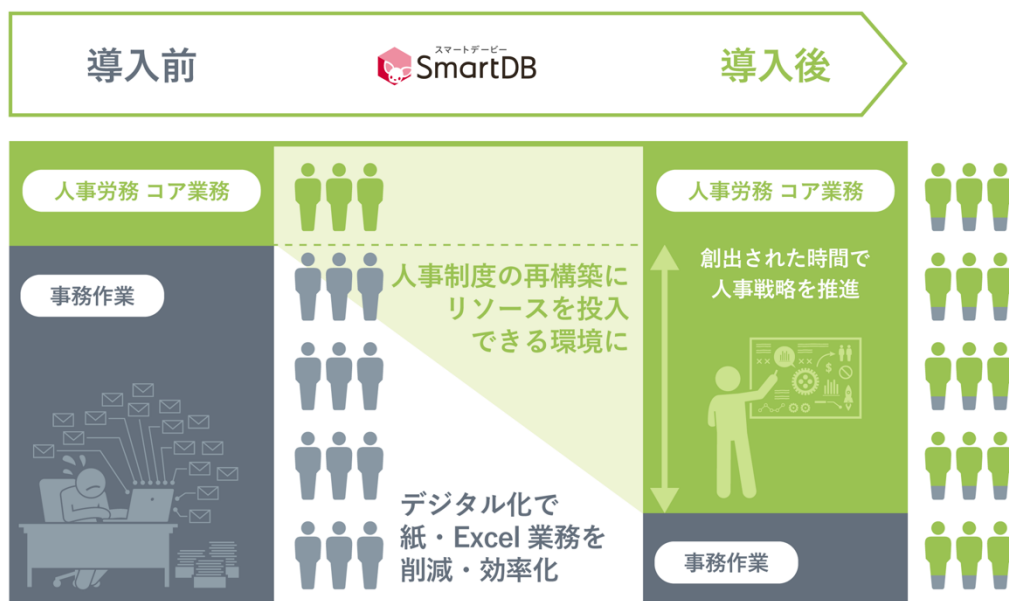 導入前
スマートデービー
SmartDB
導入後
人事労務 コア業務
事務作業
人事制度の再構築に
リソースを投入
できる環境に
デジタル化で
紙・Excel 業務を
削減・効率化
人事労務 コア業務
創出された時間で
人事戦略を推進
$
事務作業